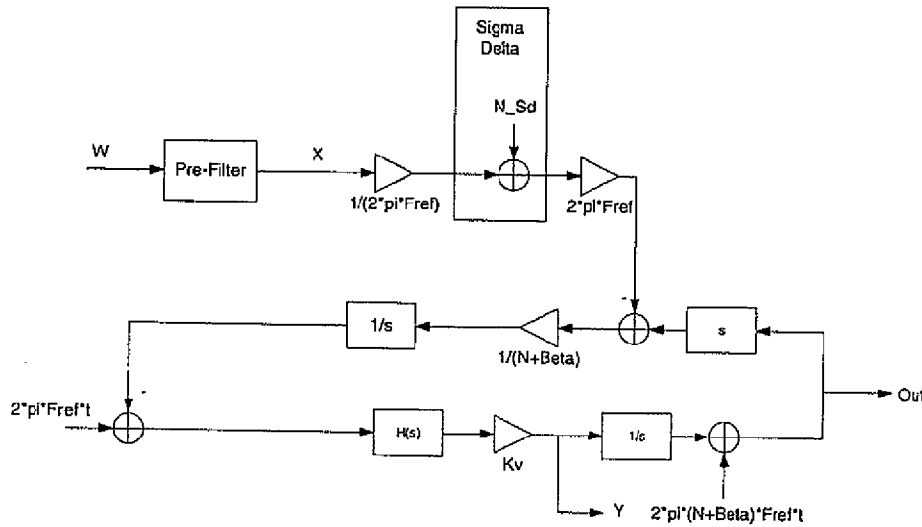 Sigma
Delta
N_Sd
W
Pre-Filter
X
1/(2*pi*Fref)
2*pi*Fref
1/s
1/(N+Beta)
s
2*pi*Fref*t
H(s)
Kv
1/s
Out
Y
2*pi*(N+Beta)*Fref*t